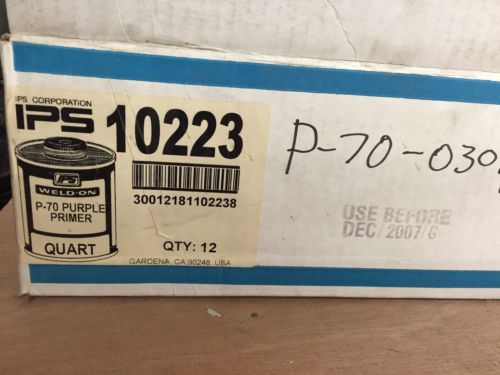 IPS CORPORATION
IPS 10223
IPS
WELD-ON
P-70 PURPLE
PRIMER
QUART
30012181102238
QTY: 12
GARDENA, CA 90248, USA
P-70-030
USE BEFORE
DEC/2007/G